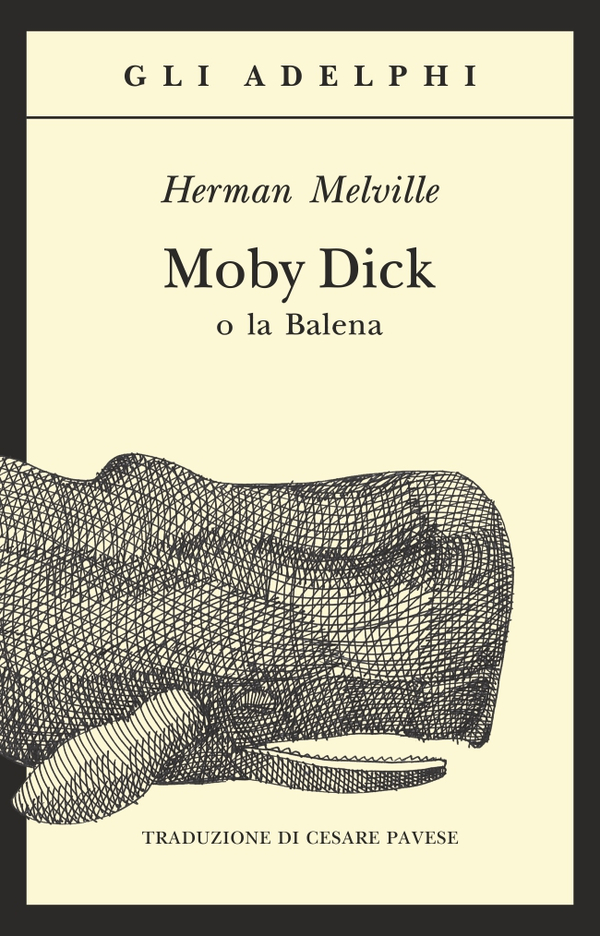 GLI ADELPHI
Herman Melville
Moby Dick
o la Balena
TRADUZIONE DI CESARE PAVESE